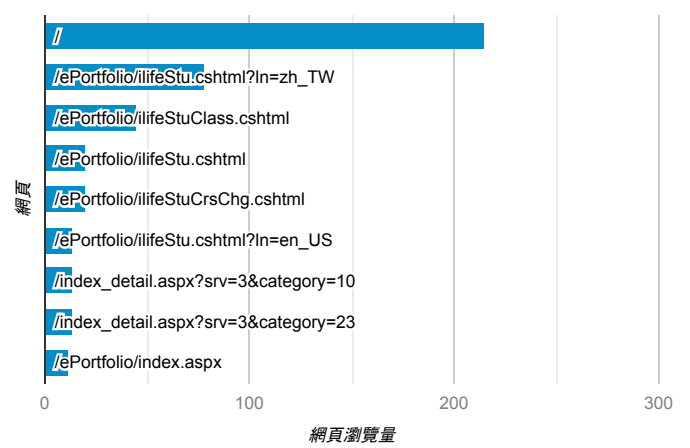 /
/ePortfolio/ilifeStu.cshtml?ln=zh_TW
/ePortfolio/ilifeStuClass.cshtml
/ePortfolio/ilifeStu.cshtml
/ePortfolio/ilifeStuCrsChg.cshtml
/ePortfolio/ilifeStu.cshtml?ln=en_US
/index_detail.aspx?srv=3&category=10
/index_detail.aspx?srv=3&category=23
/ePortfolio/index.aspx
網頁
0 100 200 300
網頁瀏覽量